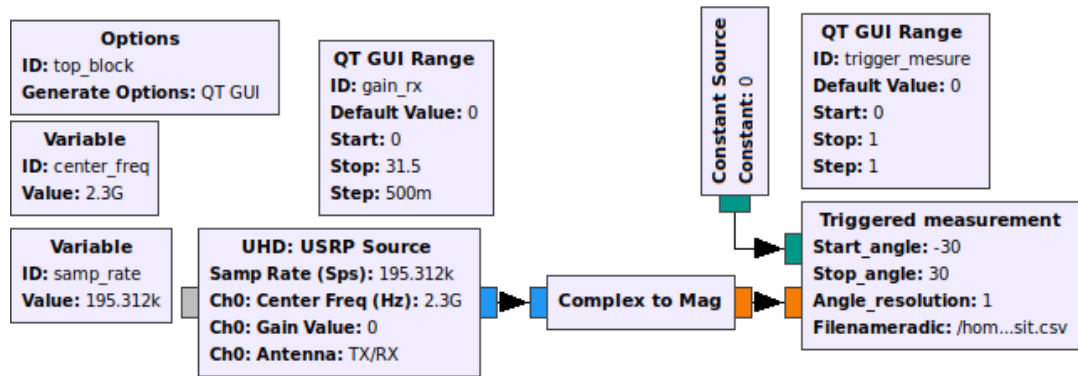 Options
ID: top_block
Generate Options: QT GUI
Variable
ID: center_freq
Value: 2.3G
Variable
ID: samp_rate
Value: 195.312k
QT GUI Range
ID: gain_rx
Default Value: 0
Start: 0
Stop: 31.5
Step: 500m
UHD: USRP Source
Samp Rate (Sps): 195.312k
Ch0: Center Freq (Hz): 2.3G
Ch0: Gain Value: 0
Ch0: Antenna: TX/RX
Complex to Mag
Constant Source
Constant: 0
QT GUI Range
ID: trigger_mesure
Default Value: 0
Start: 0
Stop: 1
Step: 1
Triggered measurement
Start_angle: -30
Stop_angle: 30
Angle_resolution: 1
Filenameradic: /hom...sit.csv